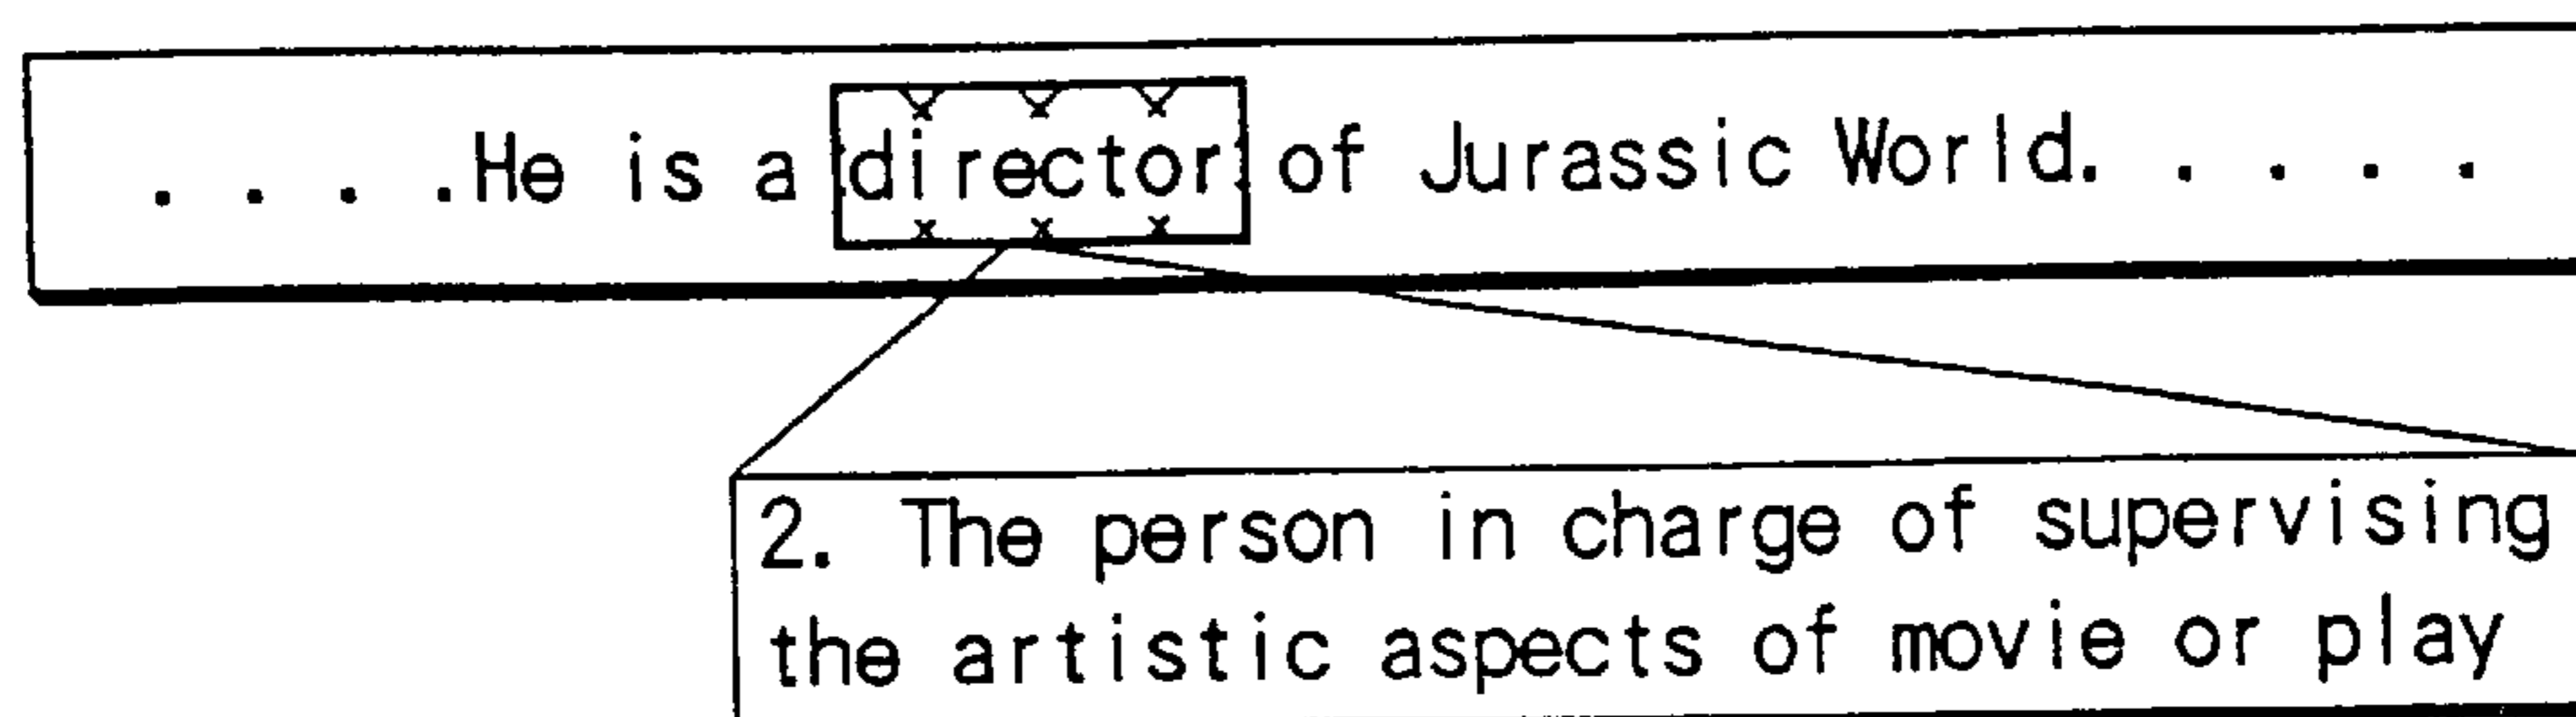 . . . .He is a director of Jurassic World. . . . .
2. The person in charge of supervising
the artistic aspects of movie or play